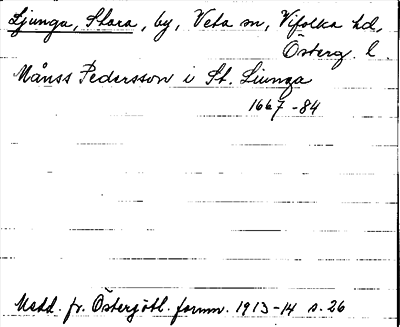 Ljunga, Stora, by, Veta sn, Vifolka hd,
Österg. l.
Månss Pedersson i St. Liunga
1667-84
Medd. fr. Östergötl. fornm. 1913-14 s. 26